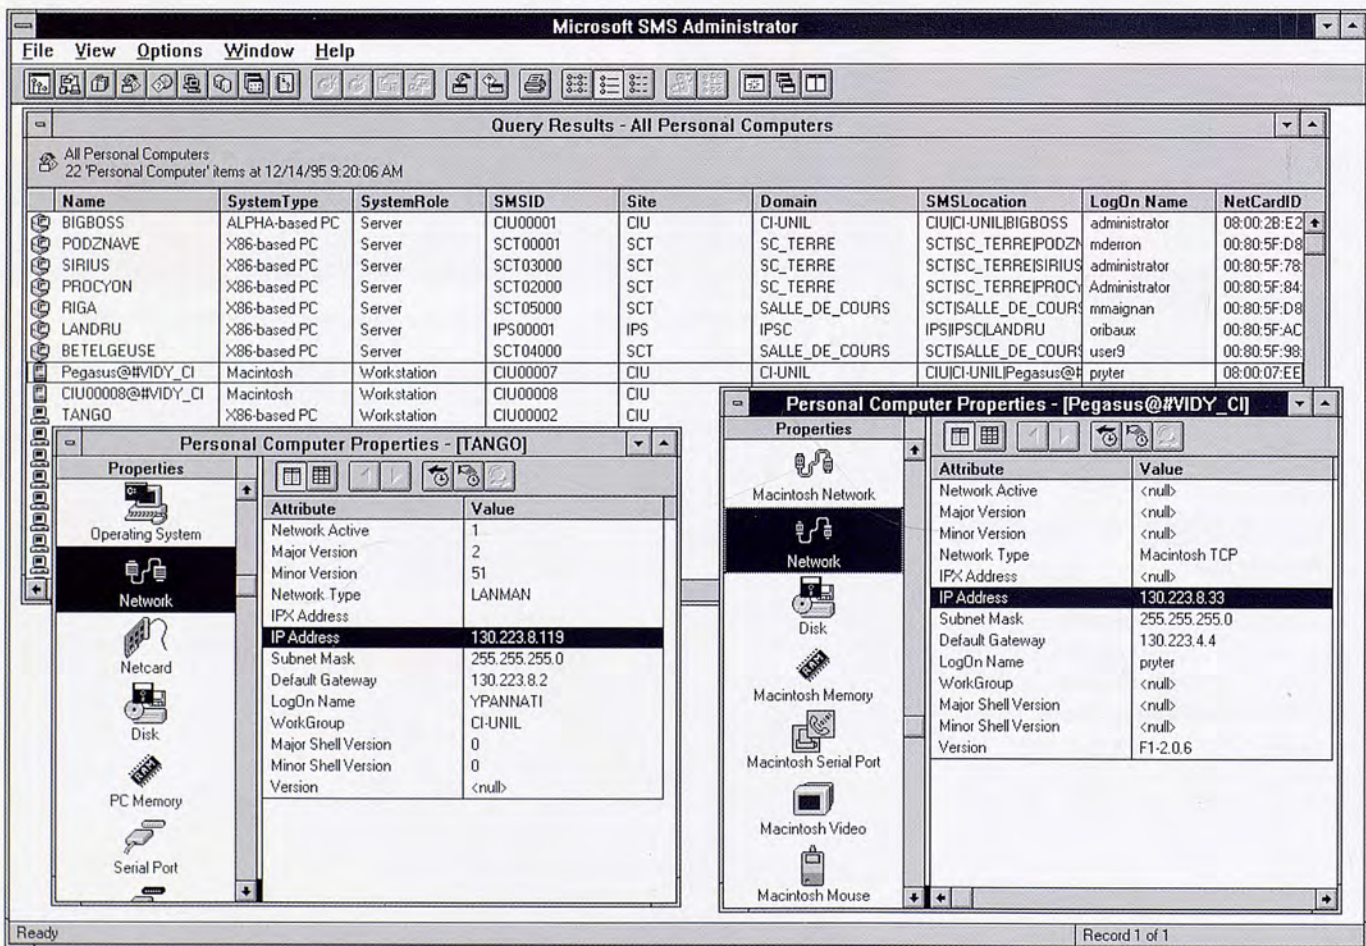 Microsoft SMS Administrator
File View Options Window Help
Query Results - All Personal Computers
All Personal Computers
22 'Personal Computer' items at 12/14/95 9:20:06 AM
Name SystemType SystemRole SMSID Site Domain SMSLocation LogOn Name NetCardID
BIGBOSS ALPHA-based PC Server CIU00001 CIU CI-UNIL CIU|CI-UNIL|BIGBOSS administrator 08:00:2B:E2
PODZNAVE X86-based PC Server SCT00001 SCT SC_TERRE SCT|SC_TERRE|PODZN mderron 00:80:5F:D8
SIRIUS X86-based PC Server SCT03000 SCT SC_TERRE SCT|SC_TERRE|SIRIUS administrator 00:80:5F:78:
PROCYON X86-based PC Server SCT02000 SCT SC_TERRE SCT|SC_TERRE|PROCY Administrator 00:80:5F:84:
RIGA X86-based PC Server SCT05000 SCT SALLE_DE_COURS SCT|SALLE_DE_COURS mmaignan 00:80:5F:D8
LANDRU X86-based PC Server IPS00001 IPS IPSC IPS|IPSC|LANDRU oribaux 00:80:5F:AC
BETELGEUSE X86-based PC Server SCT04000 SCT SALLE_DE_COURS SCT|SALLE_DE_COURS user9 00:80:5F:98:
Pegasus@#VIDY_CI Macintosh Workstation CIU00007 CIU CI-UNIL CIU|CI-UNIL|Pegasus@# pryter 08:00:07:EE
CIU00008@#VIDY_CI Macintosh Workstation CIU00008 CIU
TANGO X86-based PC Workstation CIU00002 CIU
Personal Computer Properties - [TANGO]
Properties
Operating System
Network
Netcard
Disk
PC Memory
Serial Port
Attribute Value
Network Active 1
Major Version 2
Minor Version 51
Network Type LANMAN
IPX Address
IP Address 130.223.8.119
Subnet Mask 255.255.255.0
Default Gateway 130.223.8.2
LogOn Name YPANNATI
WorkGroup CI-UNIL
Major Shell Version 0
Minor Shell Version 0
Version <null>
Personal Computer Properties - [Pegasus@#VIDY_CI]
Properties
Macintosh Network
Network
Disk
Macintosh Memory
Macintosh Serial Port
Macintosh Video
Macintosh Mouse
Attribute Value
Network Active <null>
Major Version <null>
Minor Version <null>
Network Type Macintosh TCP
IPX Address <null>
IP Address 130.223.8.33
Subnet Mask 255.255.255.0
Default Gateway 130.223.4.4
LogOn Name pryter
WorkGroup <null>
Major Shell Version <null>
Minor Shell Version <null>
Version F1-2.0.6
Ready
Record 1 of 1